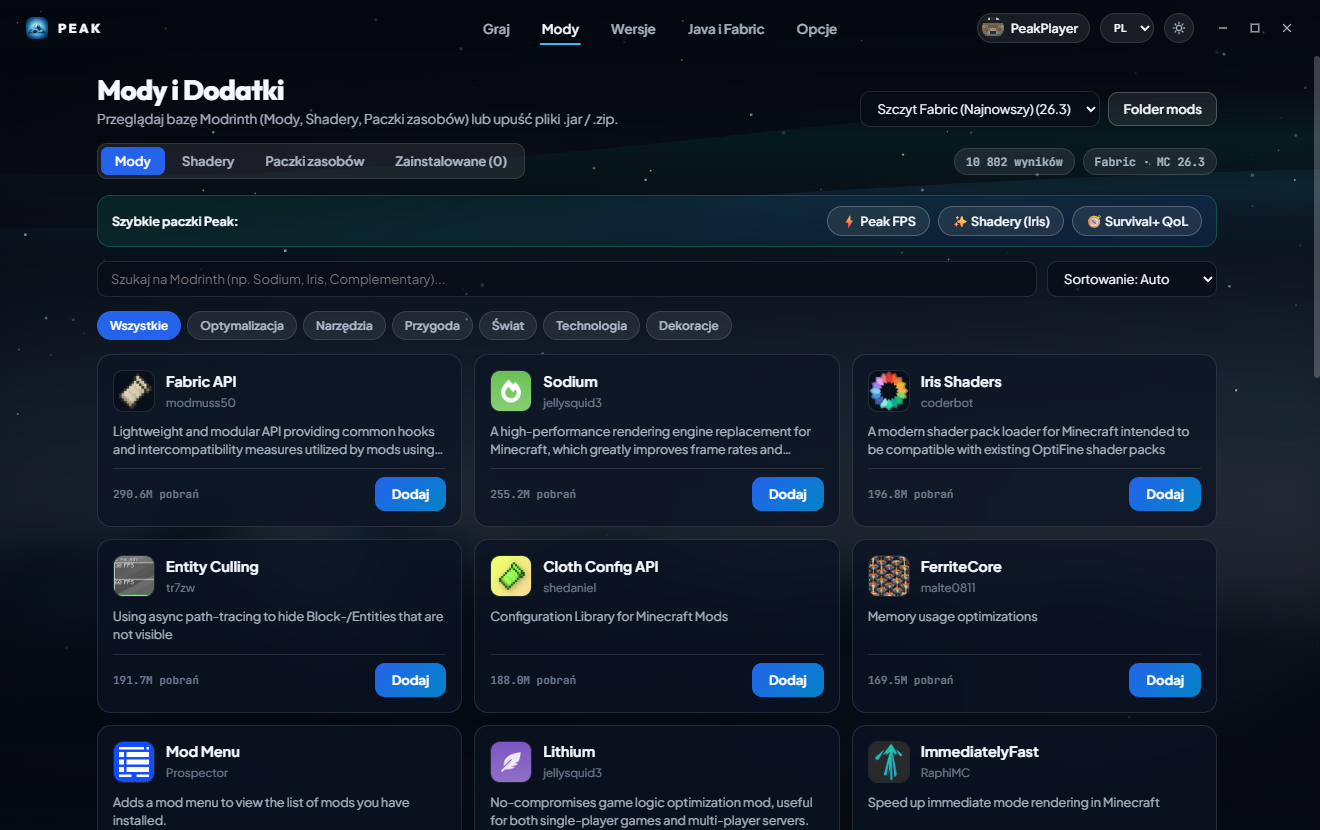 PEAK
Graj
Mody
Wersje
Java i Fabric
Opcje
PeakPlayer
PL
Mody i Dodatki
Przeglądaj bazę Modrinth (Mody, Shadery, Paczki zasobów) lub upuść pliki .jar / .zip.
Szczyt Fabric (Najnowszy) (26.3)
Folder mods
Mody
Shadery
Paczki zasobów
Zainstalowane (0)
10 802 wyników
Fabric · MC 26.3
Szybkie paczki Peak:
Peak FPS
Shadery (Iris)
Survival+ QoL
Szukaj na Modrinth (np. Sodium, Iris, Complementary)...
Sortowanie: Auto
Wszystkie
Optymalizacja
Narzędzia
Przygoda
Świat
Technologia
Dekoracje
Fabric API
modmuss50
Lightweight and modular API providing common hooks
and intercompatibility measures utilized by mods using...
290.6M pobrań
Dodaj
Sodium
jellysquid3
A high-performance rendering engine replacement for
Minecraft, which greatly improves frame rates and...
255.2M pobrań
Dodaj
Iris Shaders
coderbot
A modern shader pack loader for Minecraft intended to
be compatible with existing OptiFine shader packs
196.8M pobrań
Dodaj
Entity Culling
tr7zw
Using async path-tracing to hide Block-/Entities that are
not visible
191.7M pobrań
Dodaj
Cloth Config API
shedaniel
Configuration Library for Minecraft Mods
188.0M pobrań
Dodaj
FerriteCore
malte0811
Memory usage optimizations
169.5M pobrań
Dodaj
Mod Menu
Prospector
Adds a mod menu to view the list of mods you have
installed.
Lithium
jellysquid3
No-compromises game logic optimization mod, useful
for both single-player games and multi-player servers.
ImmediatelyFast
RaphiMC
Speed up immediate mode rendering in Minecraft